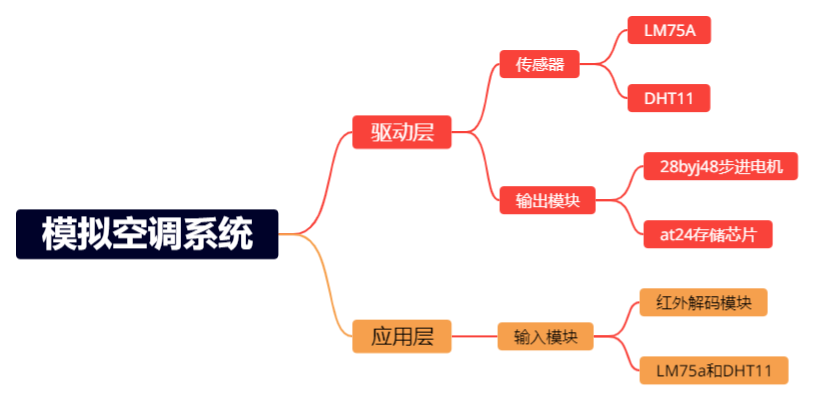 模拟空调系统
驱动层
传感器
LM75A
DHT11
输出模块
28byj48步进电机
at24存储芯片
应用层
输入模块
红外解码模块
LM75a和DHT11